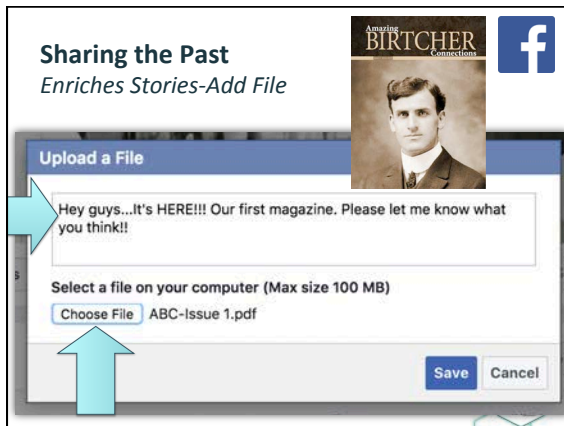 Sharing the Past
Enriches Stories-Add File
Amazing
BIRTCHER
Connections
f
Upload a File
Hey guys...It's HERE!!! Our first magazine. Please let me know what
you think!!
Select a file on your computer (Max size 100 MB)
Choose File ABC-Issue 1.pdf
Save Cancel